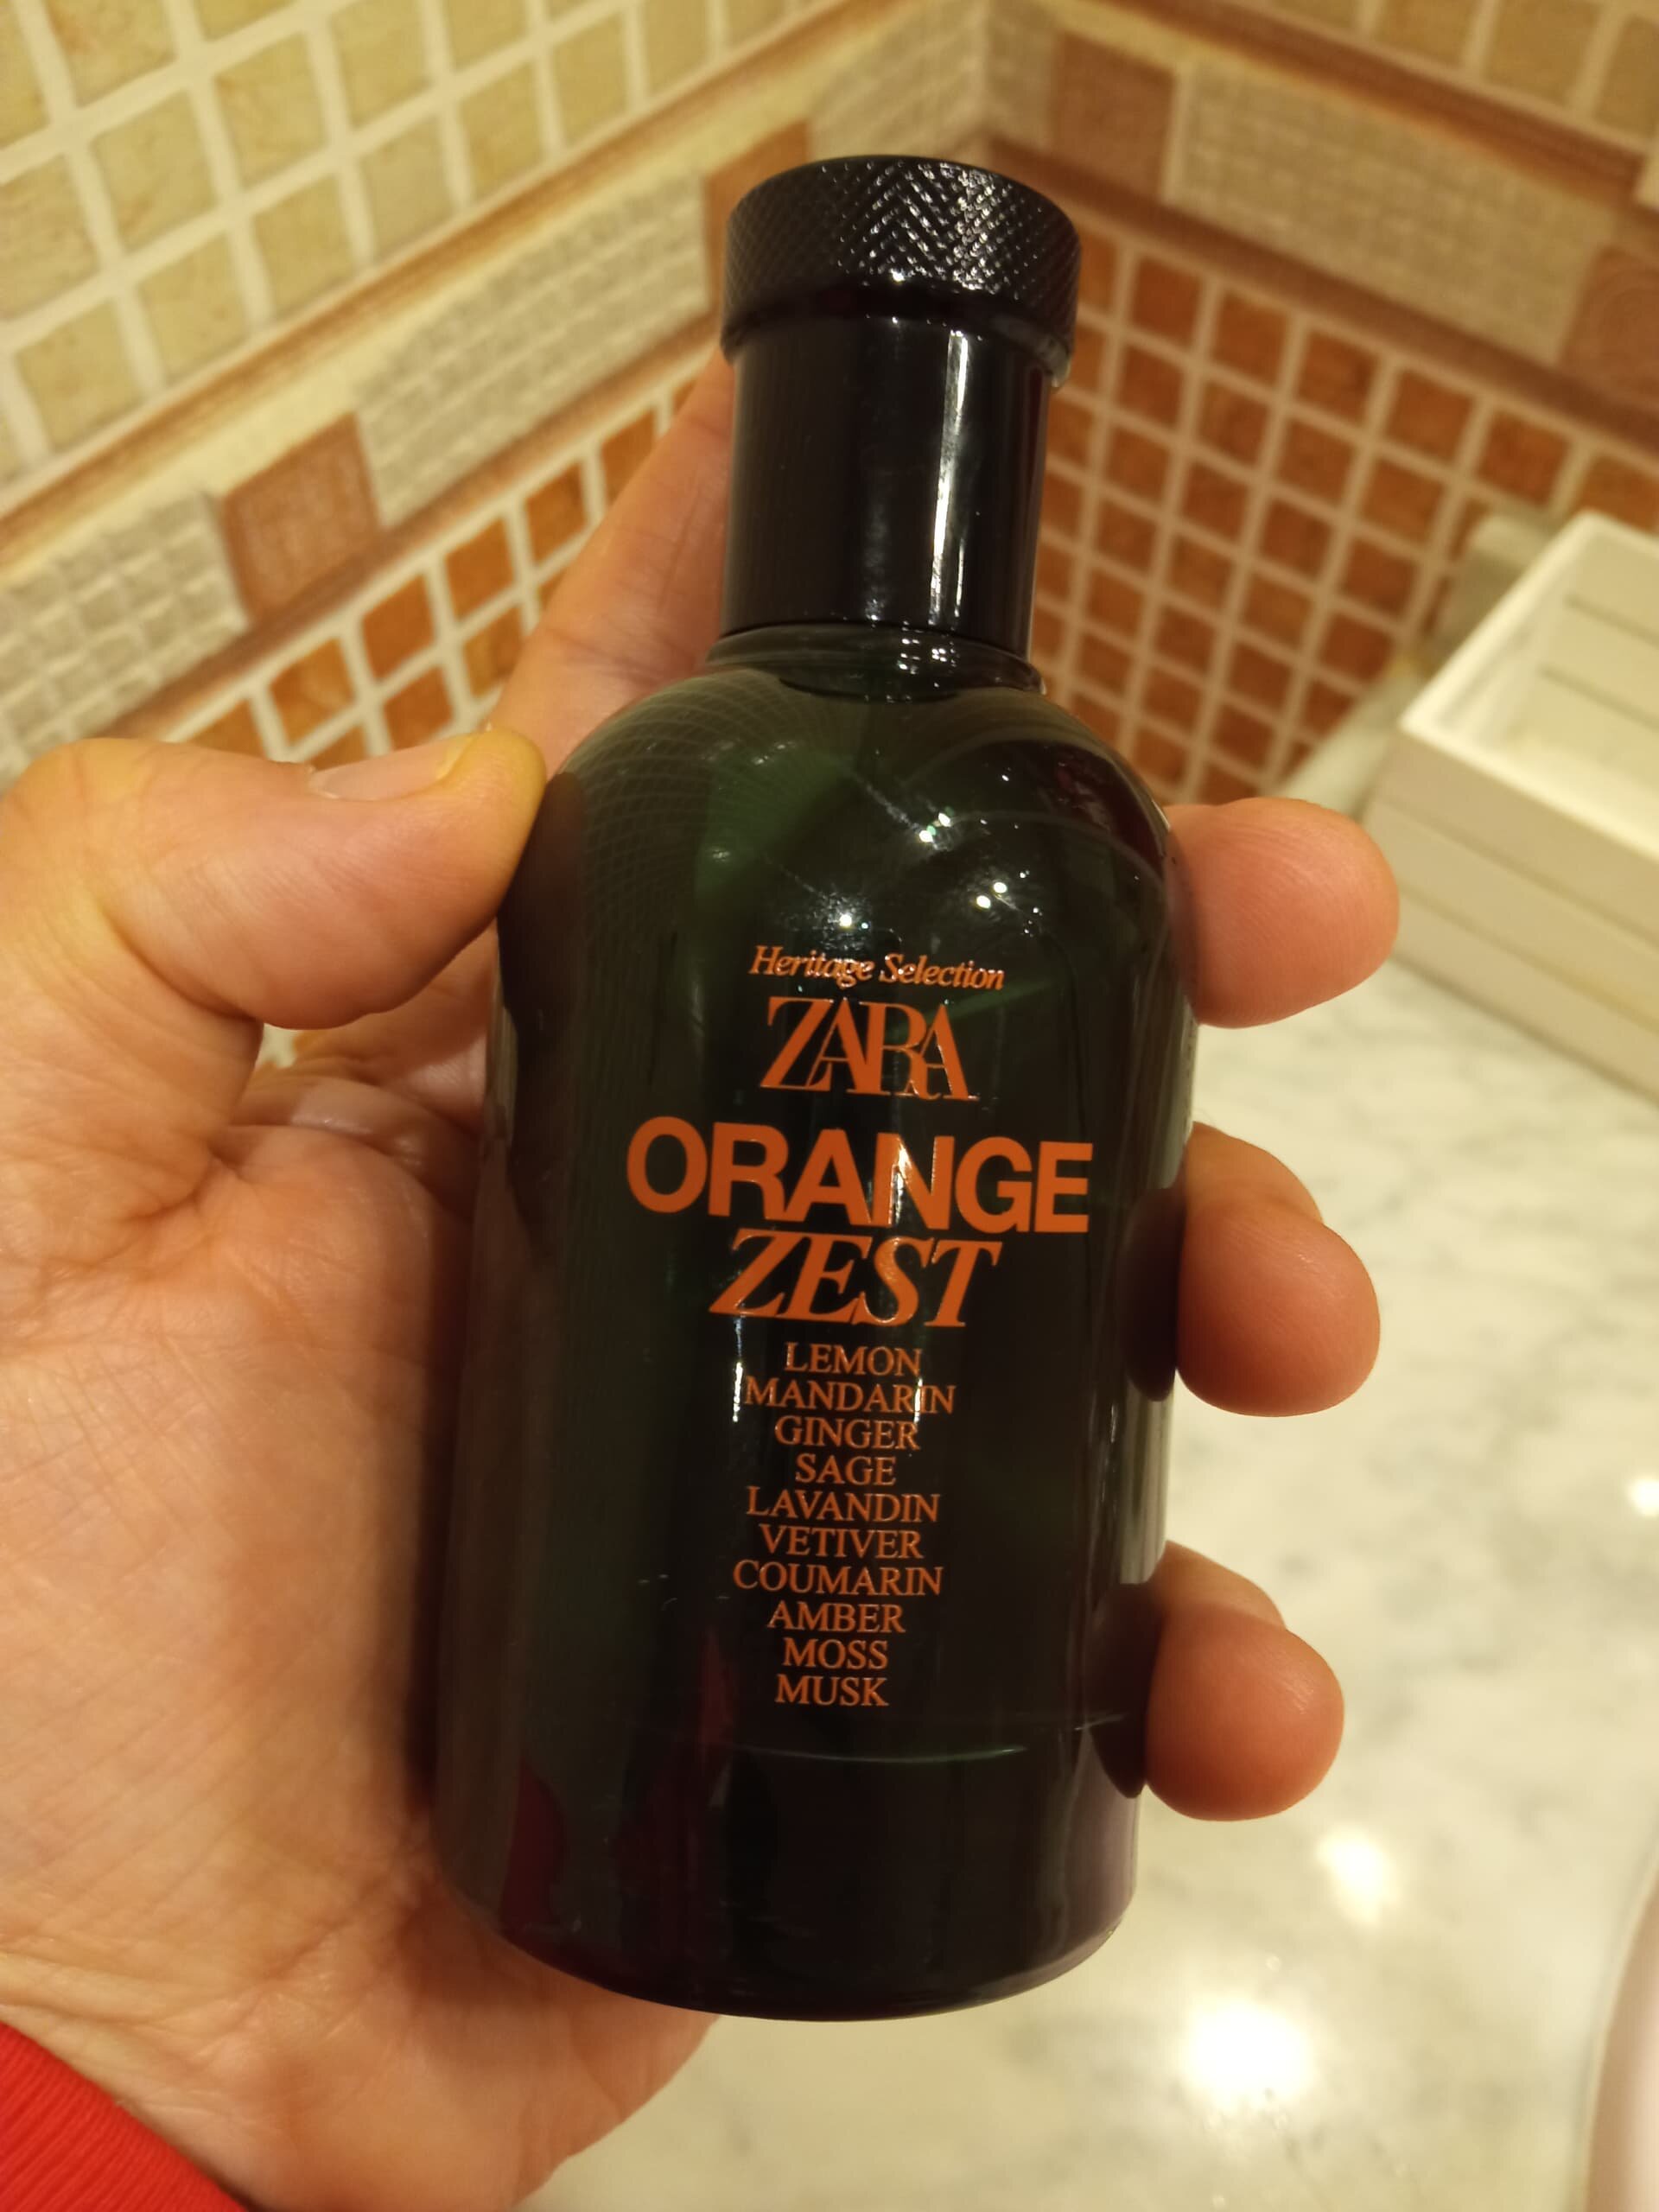 Heritage Selection
ZARA
ORANGE
ZEST
LEMON
MANDARIN
GINGER
SAGE
LAVANDIN
VETIVER
COUMARIN
AMBER
MOSS
MUSK